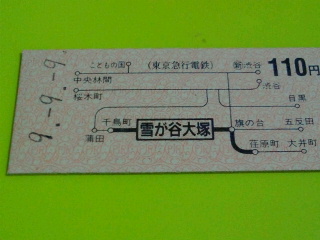 9.-9.-9.
こどもの国 (東京急行電鉄) 新渋谷 110円
中央林間 渋谷
桜木町 目黒
千鳥町 雪が谷大塚 旗の台 五反田
蒲田 荏原町 大井町